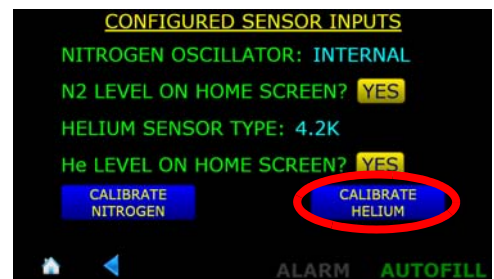 CONFIGURED SENSOR INPUTS
NITROGEN OSCILLATOR: INTERNAL
N2 LEVEL ON HOME SCREEN? YES
HELIUM SENSOR TYPE: 4.2K
He LEVEL ON HOME SCREEN? YES
CALIBRATE
NITROGEN
CALIBRATE
HELIUM
ALARM AUTOFILL